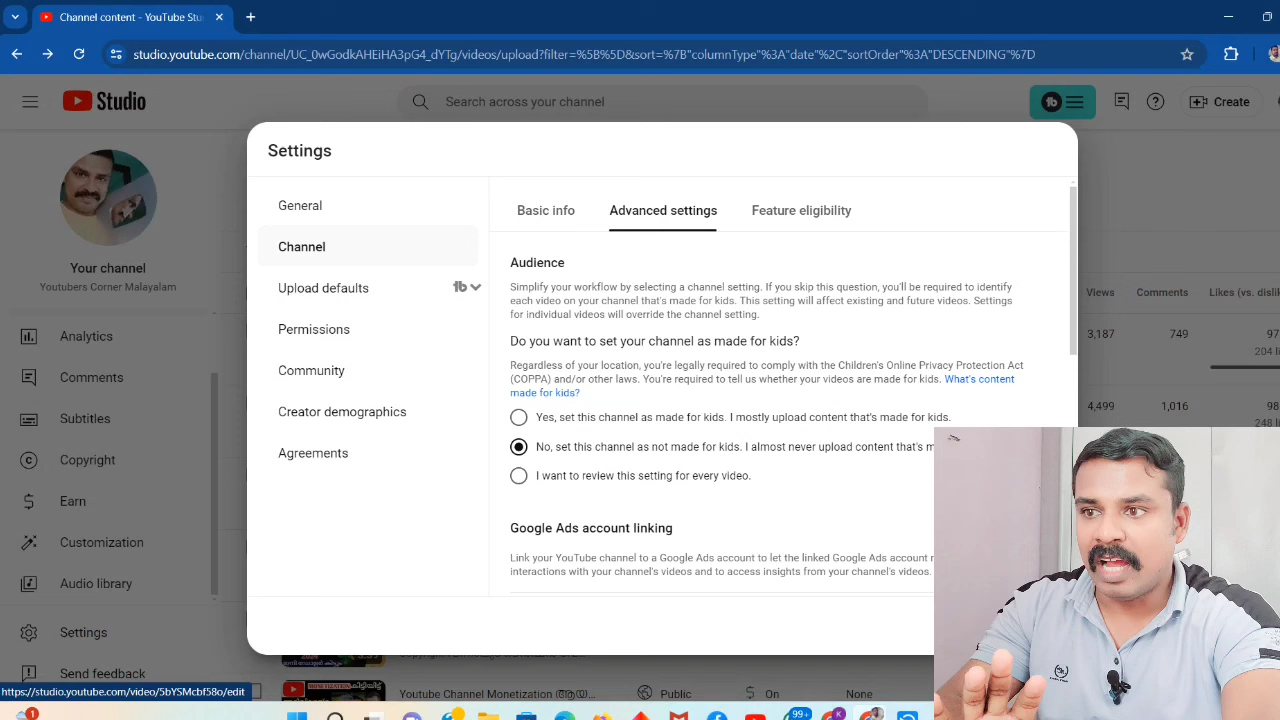 Channel content - YouTube Stu
studio.youtube.com/channel/UC_0wGodkAHEiHA3pG4_dYTg/videos/upload?filter=%5B%5D&sort=%7B"columnType"%3A"date"%2C"sortOrder"%3A"DESCENDING"%7D
Studio
Search across your channel
Create
Your channel
Youtubers Corner Malayalam
Analytics
Comments
Subtitles
Copyright
Earn
Customization
Audio library
Settings
Send feedback
Settings
General
Channel
Upload defaults
Permissions
Community
Creator demographics
Agreements
Basic info
Advanced settings
Feature eligibility
Audience
Simplify your workflow by selecting a channel setting. If you skip this question, you'll be required to identify
each video on your channel that's made for kids. This setting will affect existing and future videos. Settings
for individual videos will override the channel setting.
Do you want to set your channel as made for kids?
Regardless of your location, you're legally required to comply with the Children's Online Privacy Protection Act
(COPPA) and/or other laws. You're required to tell us whether your videos are made for kids. What's content
made for kids?
Yes, set this channel as made for kids. I mostly upload content that's made for kids.
No, set this channel as not made for kids. I almost never upload content that's m
I want to review this setting for every video.
Google Ads account linking
Link your YouTube channel to a Google Ads account to let the linked Google Ads account
interactions with your channel's videos and to access insights from your channel's videos.
Views Comments Likes (vs. dislik
3,187 749 97
204 li
4,499 1,016 98
248 li
https://studio.youtube.com/video/5bYSMcbf58o/edit
Youtube Channel Monetization
Public
On
None
1
99+
K